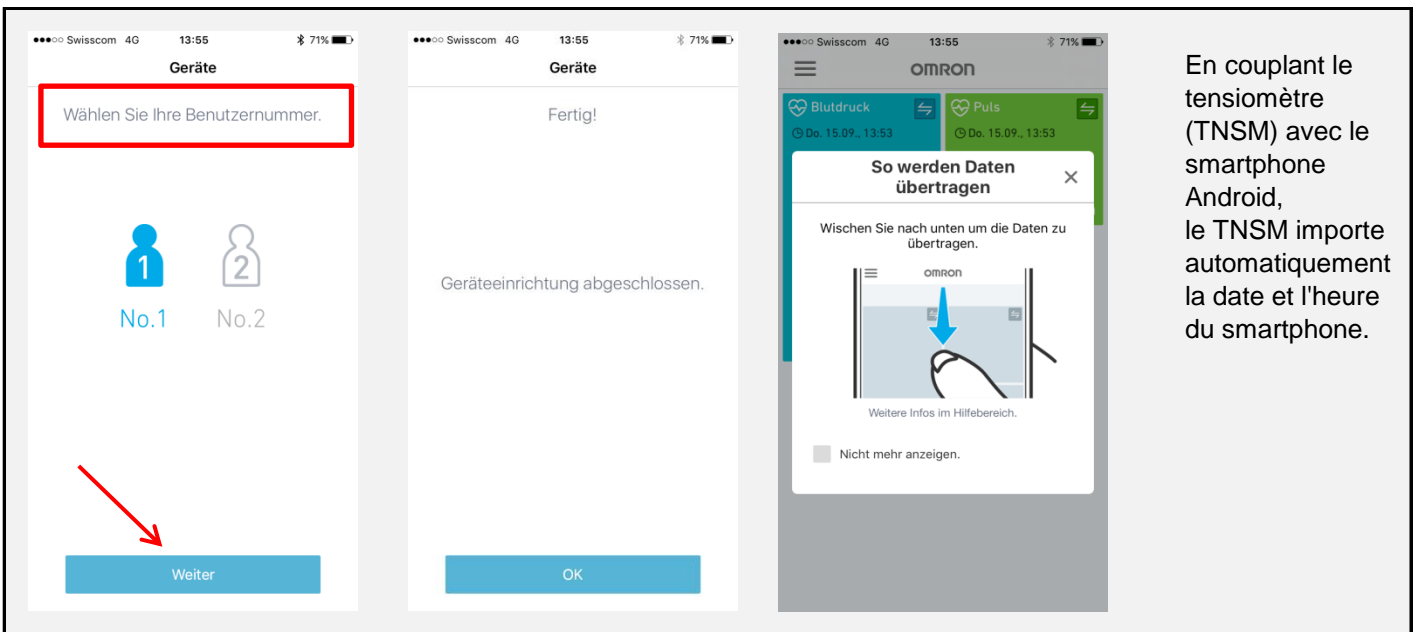 ●●●○○ Swisscom 4G 13:55 71%
Geräte
Wählen Sie Ihre Benutzernummer.
1 2
No.1 No.2
Weiter
●●●○○ Swisscom 4G 13:55 71%
Geräte
Fertig!
Geräteeinrichtung abgeschlossen.
OK
●●●○○ Swisscom 4G 13:55 71%
OMRON
Blutdruck
Do. 15.09., 13:53
Puls
Do. 15.09., 13:53
So werden Daten
übertragen
Wischen Sie nach unten um die Daten zu
übertragen.
OMRON
Weitere Infos im Hilfebereich.
Nicht mehr anzeigen.
En couplant le
tensiomètre
(TNSM) avec le
smartphone
Android,
le TNSM importe
automatiquement
la date et l'heure
du smartphone.